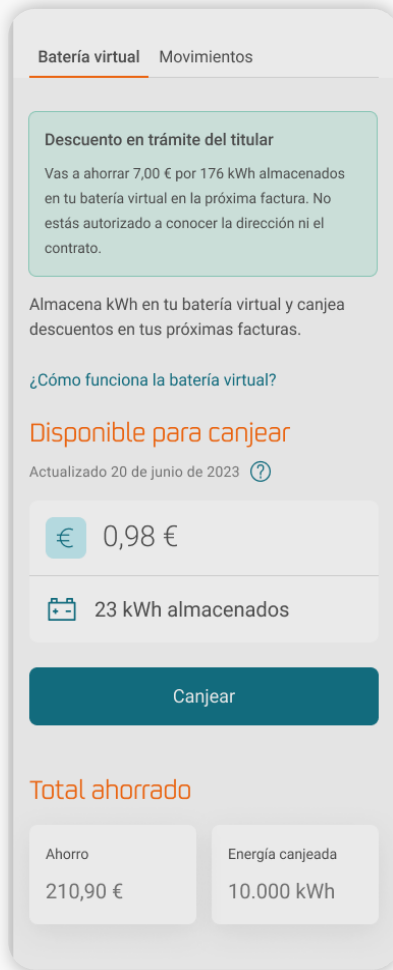 Batería virtual Movimientos
Descuento en trámite del titular
Vas a ahorrar 7,00 € por 176 kWh almacenados
en tu batería virtual en la próxima factura. No
estás autorizado a conocer la dirección ni el
contrato.
Almacena kWh en tu batería virtual y canjea
descuentos en tus próximas facturas.
¿Cómo funciona la batería virtual?
Disponible para canjear
Actualizado 20 de junio de 2023 ?
€ 0,98 €
23 kWh almacenados
Canjear
Total ahorrado
Ahorro Energía canjeada
210,90 € 10.000 kWh